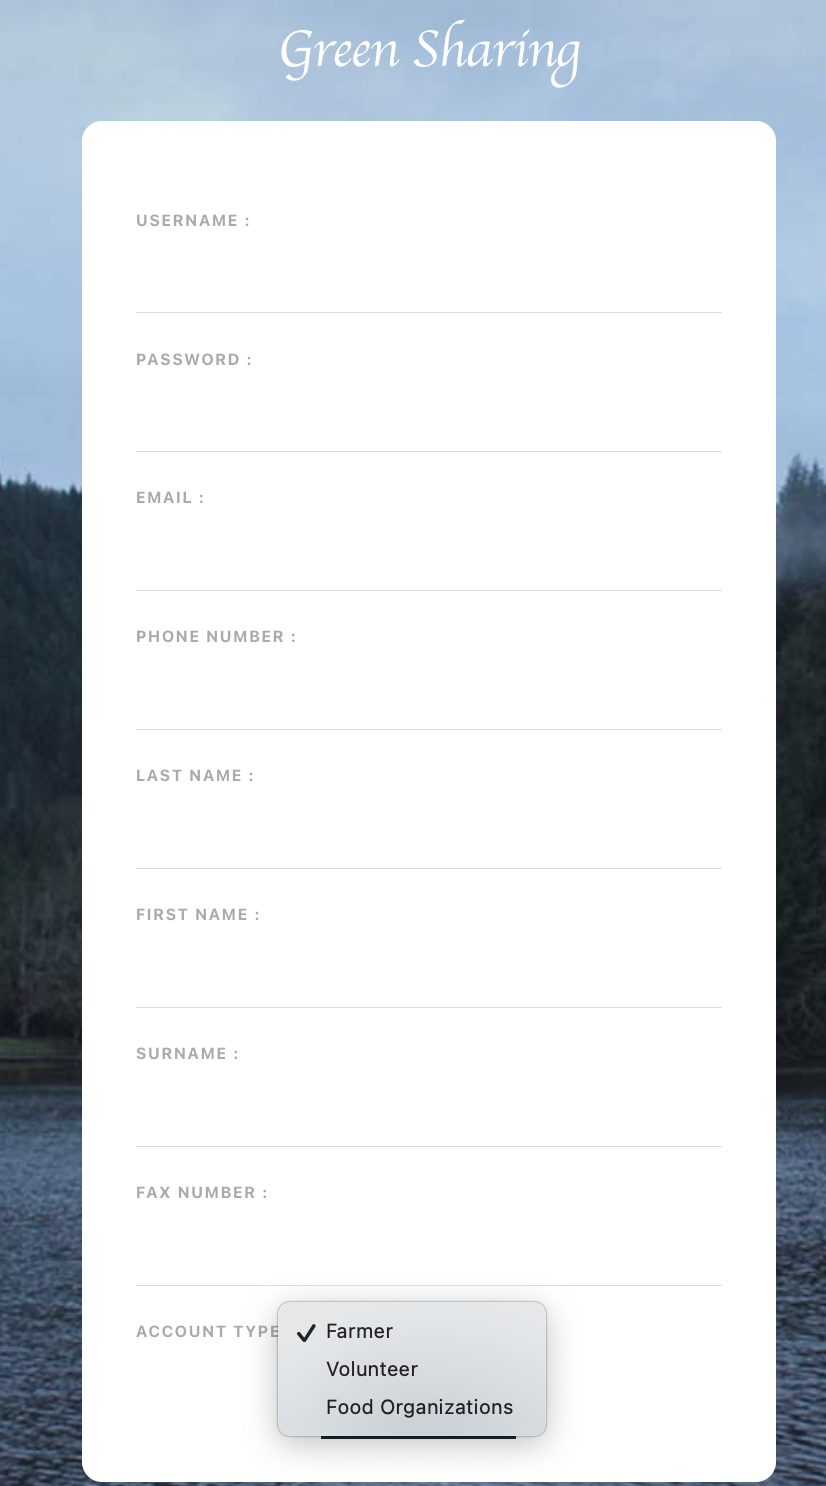 Green Sharing
USERNAME :
PASSWORD :
EMAIL :
PHONE NUMBER :
LAST NAME :
FIRST NAME :
SURNAME :
FAX NUMBER :
ACCOUNT TYPE
✓ Farmer
Volunteer
Food Organizations